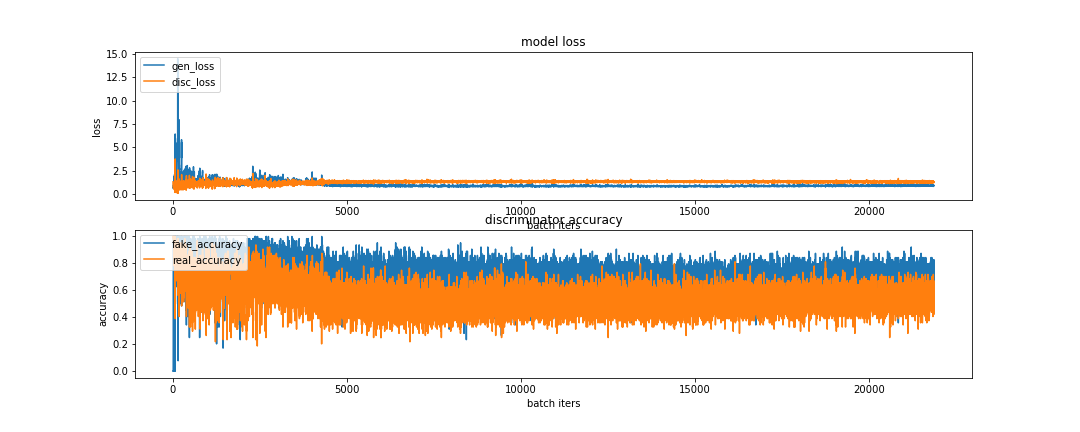 model loss
15.0
12.5
10.0
7.5
5.0
2.5
0.0
loss
gen_loss
disc_loss
0 5000 10000 15000 20000
batch iters
discriminator accuracy
1.0
0.8
0.6
0.4
0.2
0.0
accuracy
fake_accuracy
real_accuracy
0 5000 10000 15000 20000
batch iters